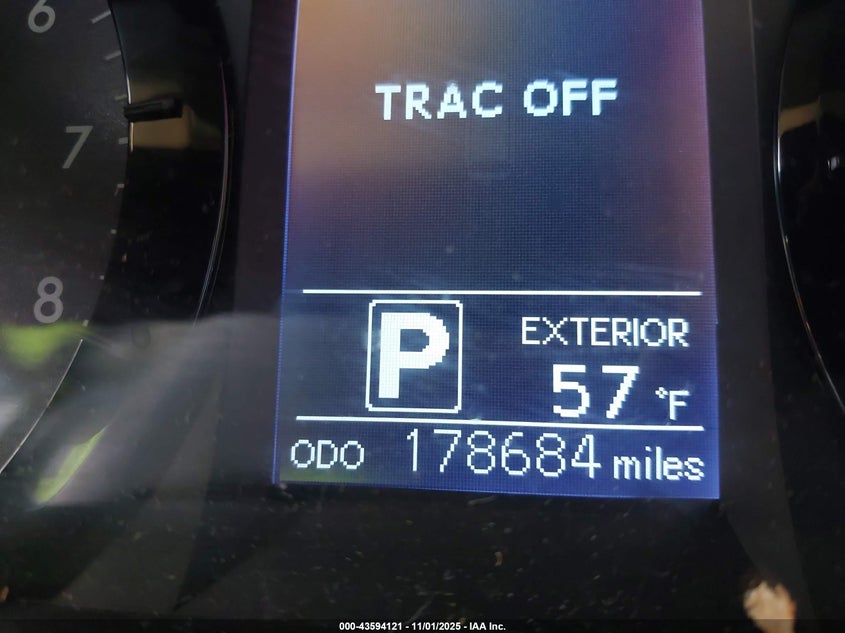 6
7
8
TRAC OFF
P
EXTERIOR
57 °F
ODO 178684 miles
000-43594121 - 11/01/2025 - IAA Inc.